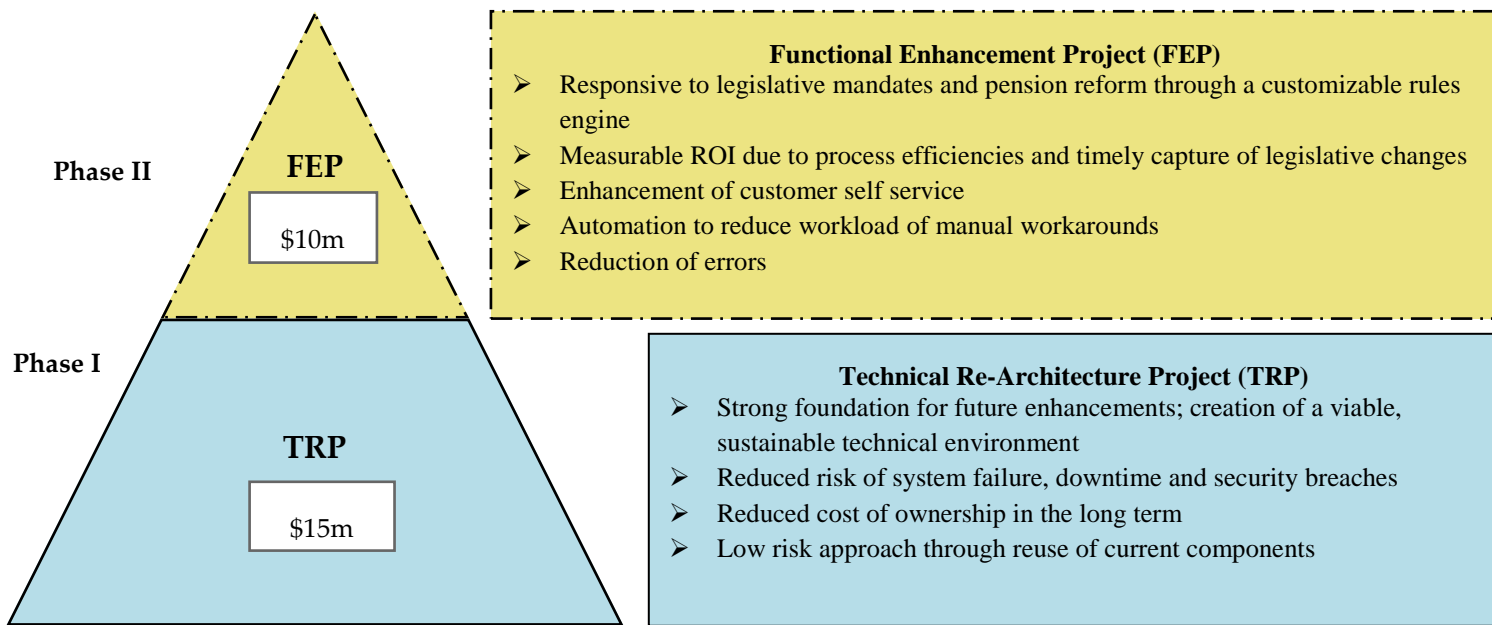 Functional Enhancement Project (FEP)
➢ Responsive to legislative mandates and pension reform through a customizable rules
engine
➢ Measurable ROI due to process efficiencies and timely capture of legislative changes
➢ Enhancement of customer self service
➢ Automation to reduce workload of manual workarounds
➢ Reduction of errors
Phase II
FEP
$10m
Phase I
TRP
$15m
Technical Re-Architecture Project (TRP)
➢ Strong foundation for future enhancements; creation of a viable,
sustainable technical environment
➢ Reduced risk of system failure, downtime and security breaches
➢ Reduced cost of ownership in the long term
➢ Low risk approach through reuse of current components